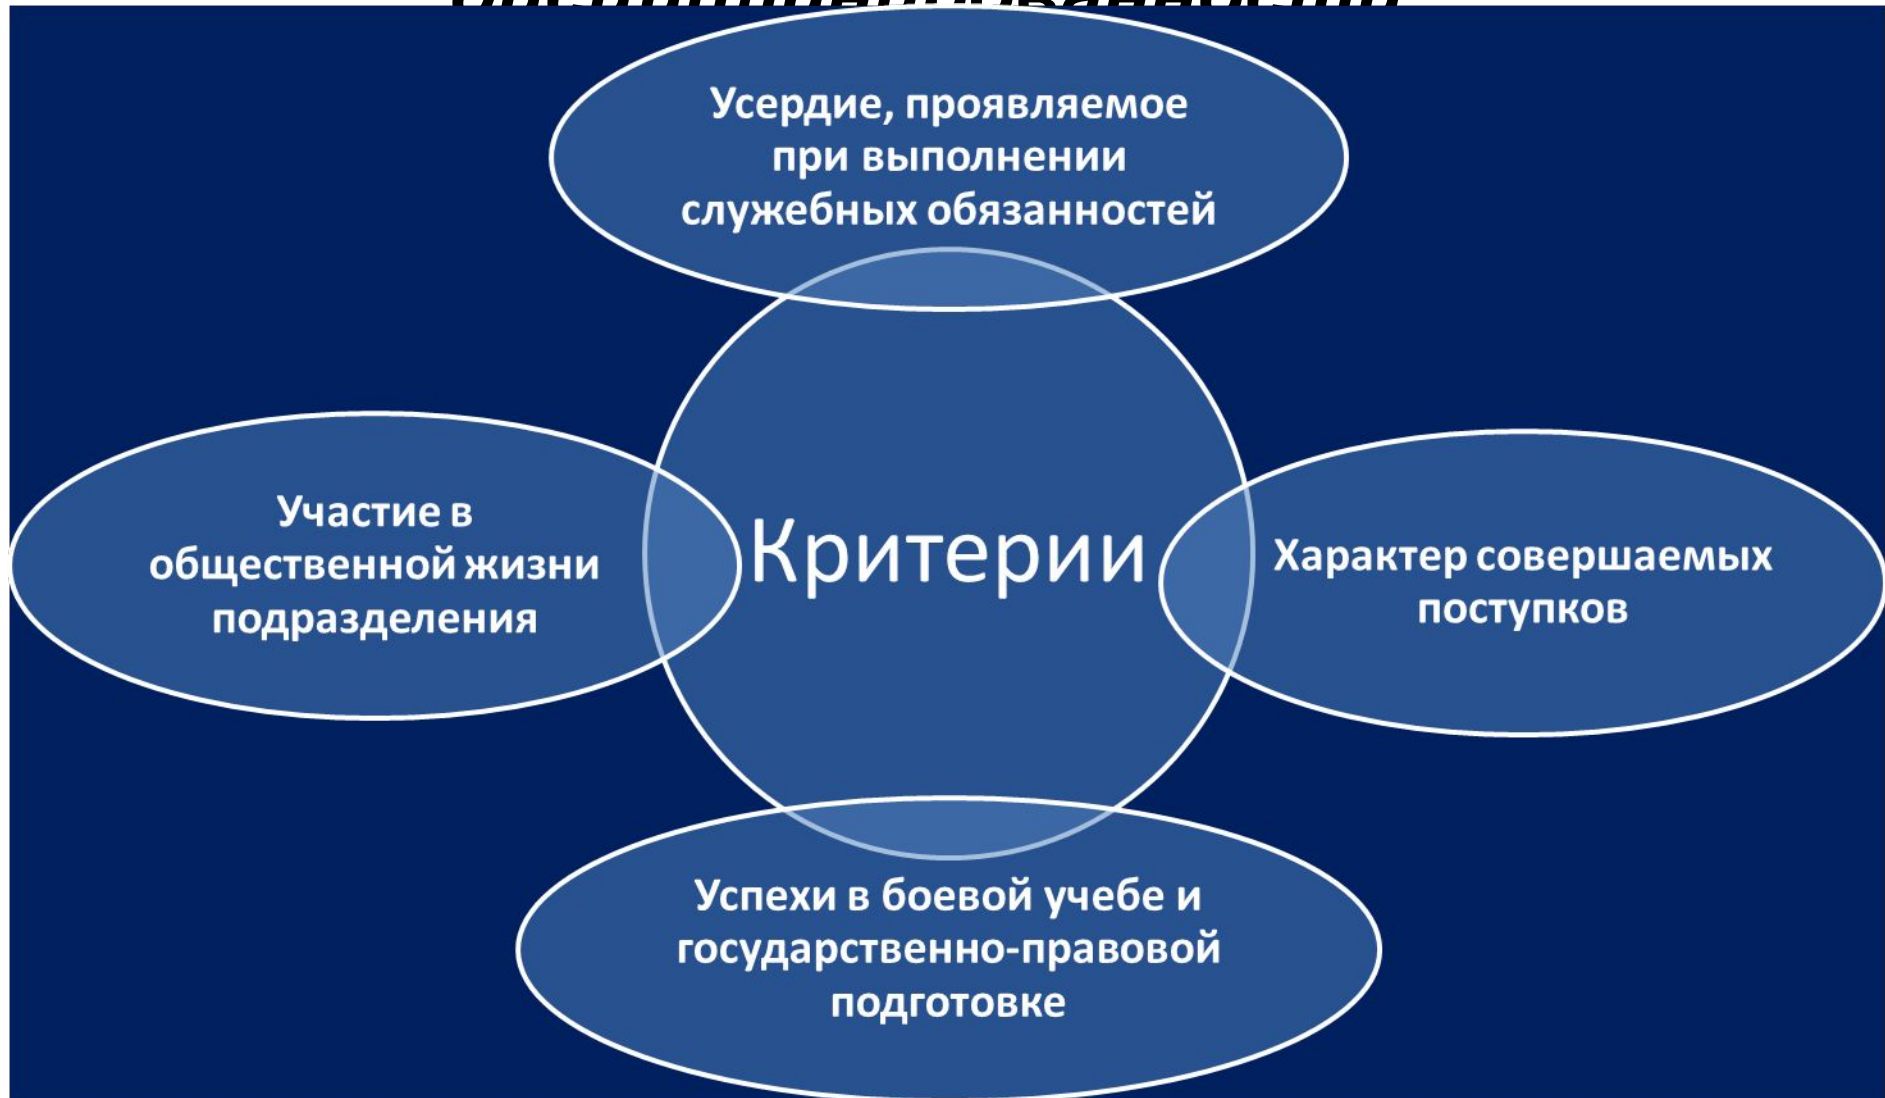 Усердие, проявляемое
при выполнении
служебных обязанностей
Участие в
общественной жизни
подразделения
Критерии
Характер совершаемых
поступков
Успехи в боевой учебе и
государственно-правовой
подготовке